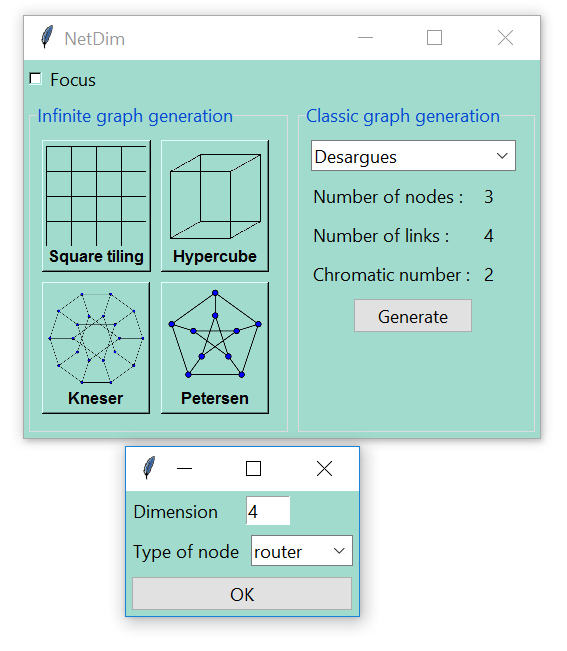 NetDim
Focus
Infinite graph generation
Square tiling
Hypercube
Kneser
Petersen
Classic graph generation
Desargues
Number of nodes : 3
Number of links : 4
Chromatic number : 2
Generate
Dimension 4
Type of node router
OK